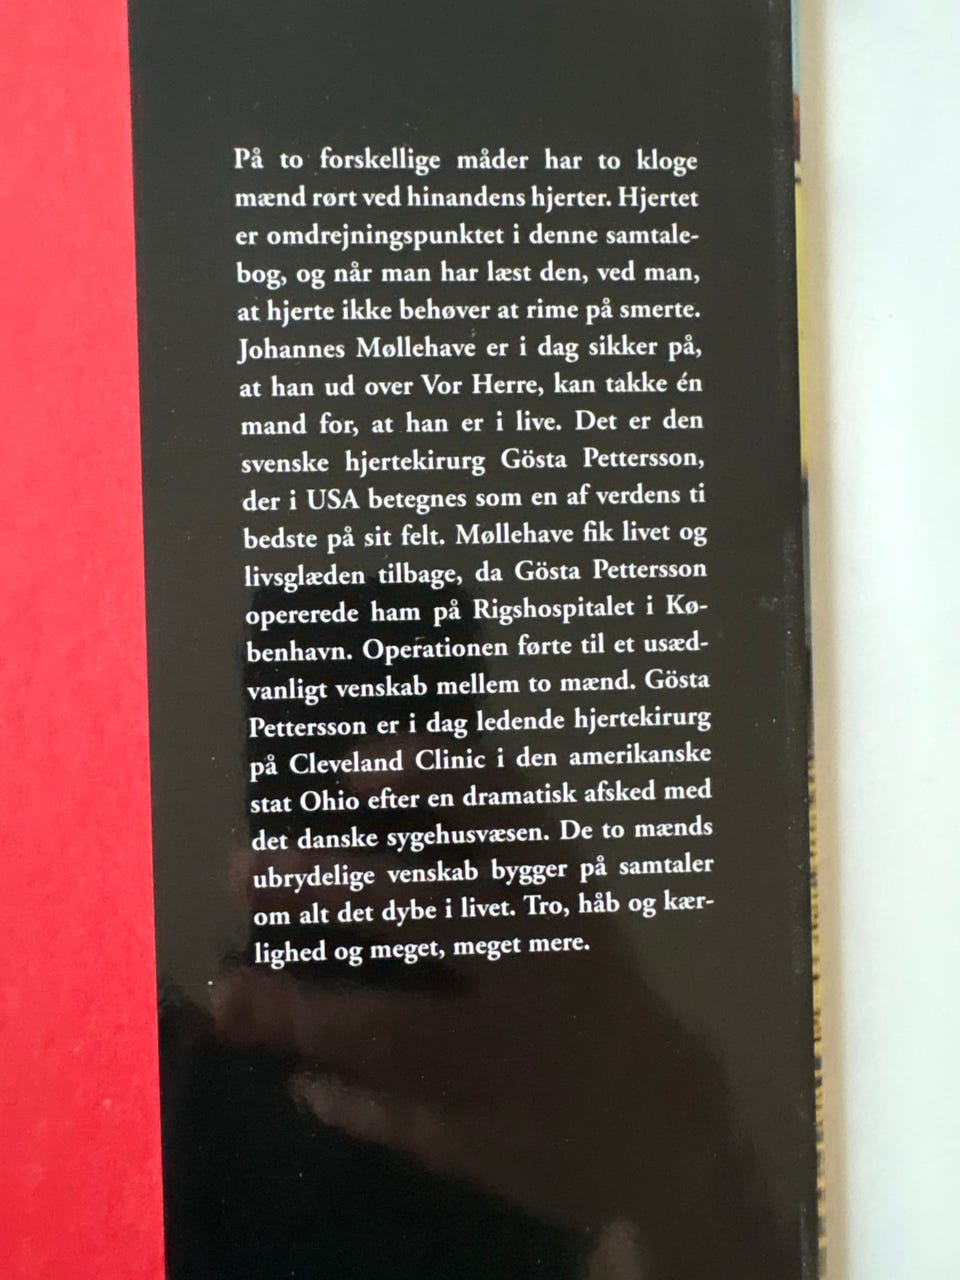 På to forskellige måder har to kloge
mænd rørt ved hinandens hjerter. Hjertet
er omdrejningspunktet i denne samtale-
bog, og når man har læst den, ved man,
at hjerte ikke behøver at rime på smerte.
Johannes Møllehave er i dag sikker på,
at han ud over Vor Herre, kan takke én
mand for, at han er i live. Det er den
svenske hjertekirurg Gösta Pettersson,
der i USA betegnes som en af verdens ti
bedste på sit felt. Møllehave fik livet og
livsglæden tilbage, da Gösta Pettersson
opererede ham på Rigshospitalet i Kø-
benhavn. Operationen førte til et usæd-
vanligt venskab mellem to mænd. Gösta
Pettersson er i dag ledende hjertekirurg
på Cleveland Clinic i den amerikanske
stat Ohio efter en dramatisk afsked med
det danske sygehusvæsen. De to mænds
ubrydelige venskab bygger på samtaler
om alt det dybe i livet. Tro, håb og kær-
lighed og meget, meget mere.